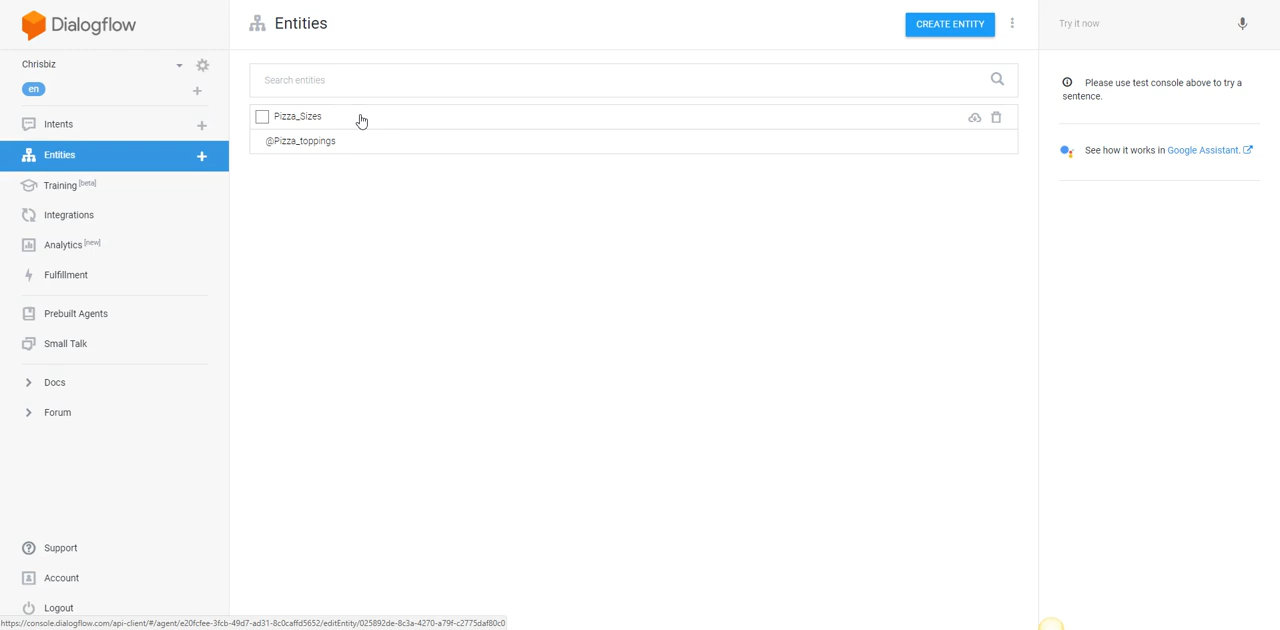 Dialogflow
Entities
CREATE ENTITY
Try it now
Chrisbiz
en
Search entities
Please use test console above to try a
sentence.
Pizza_Sizes
Intents
@Pizza_toppings
See how it works in Google Assistant.
Entities
Training [beta]
Integrations
Analytics [new]
Fulfillment
Prebuilt Agents
Small Talk
Docs
Forum
Support
Account
Logout
https://console.dialogflow.com/api-client/#/agent/e20fcfee-3fcb-49d7-ad31-8c0caffd5652/editEntity/025892de-8c3a-4270-a79f-c2775daf80c0